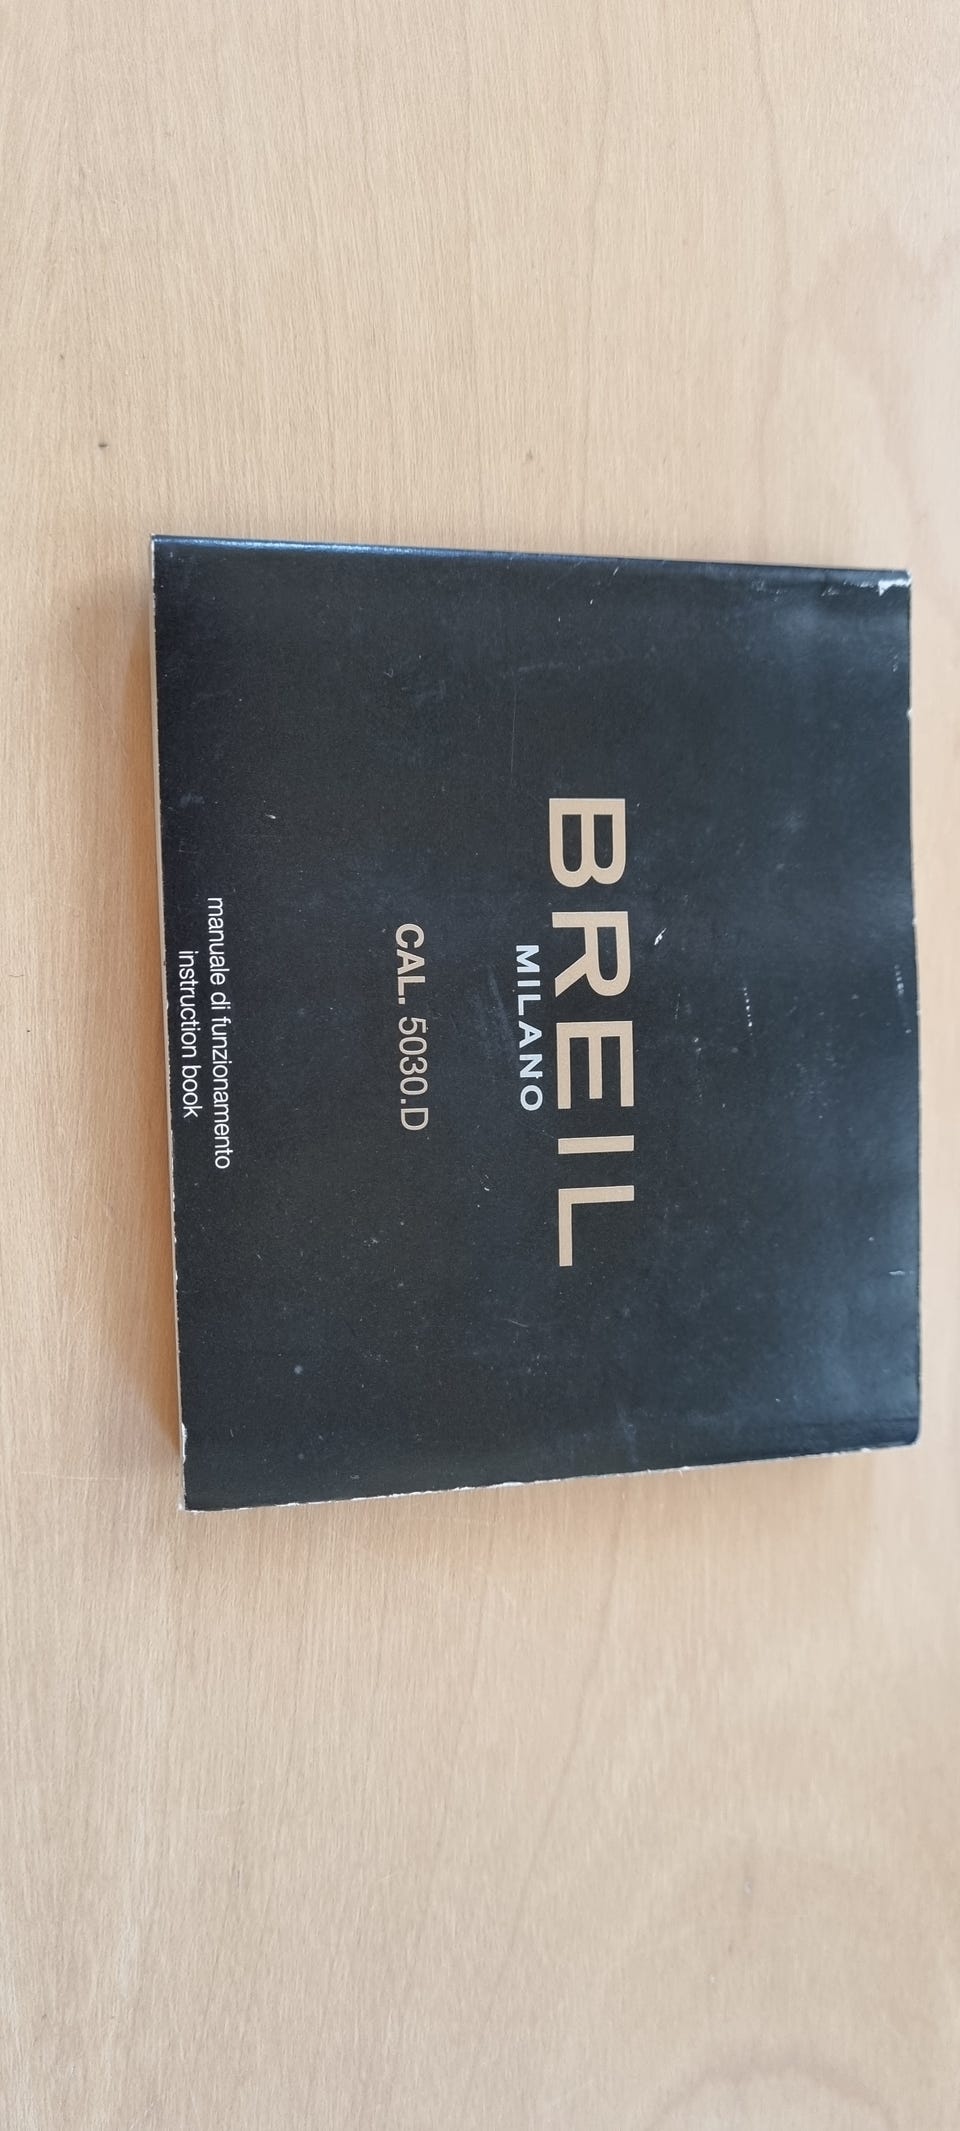 BREIL
MILANO
CAL. 5030.D
manuale di funzionamento
instruction book